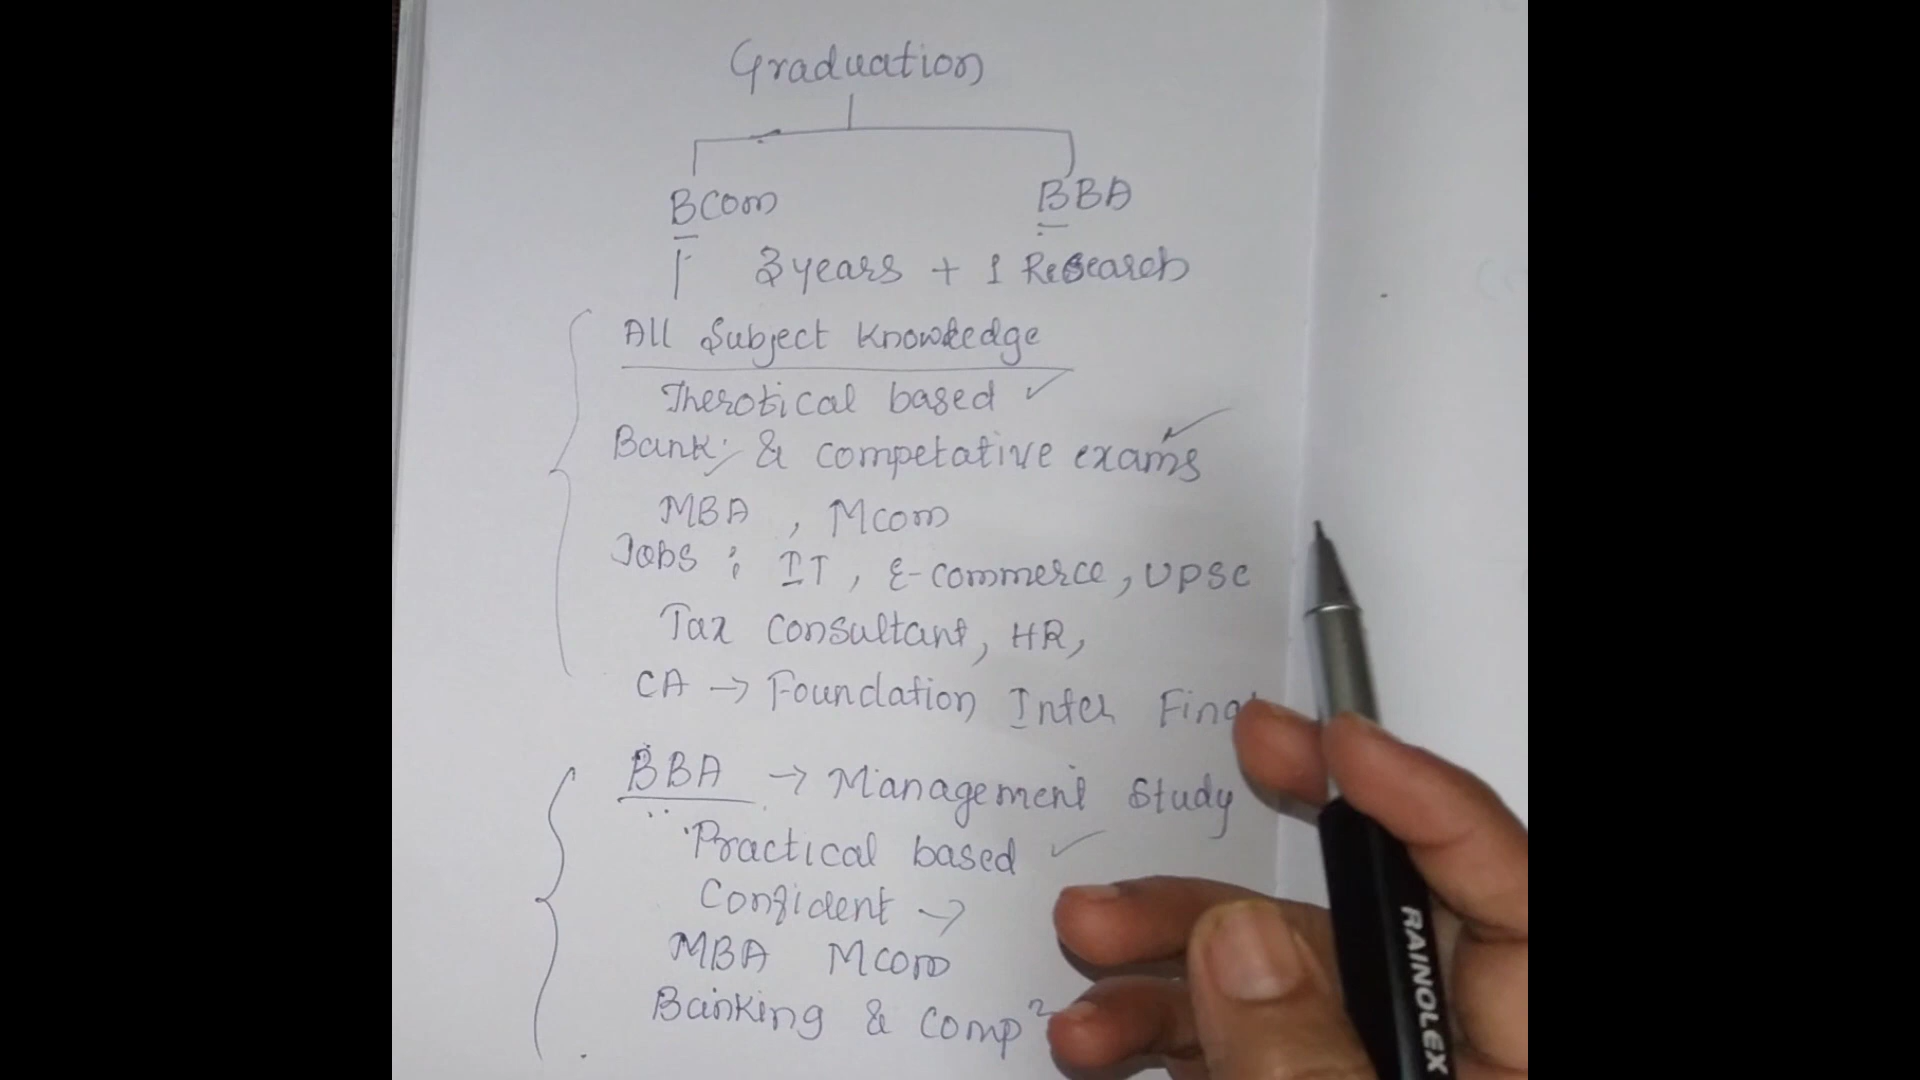 Graduation
BCom BBA
3 years + 1 Research
All Subject Knowledge
Therotical based ✓
Bank & competative exams
MBA , Mcom
Jobs : IT, E-commerce, UPSC
Tax Consultant, HR,
CA → Foundation Inter Final
BBA → Management Study
Practical based ✓
Confident →
MBA Mcom
Banking & comp
RAINOLEX